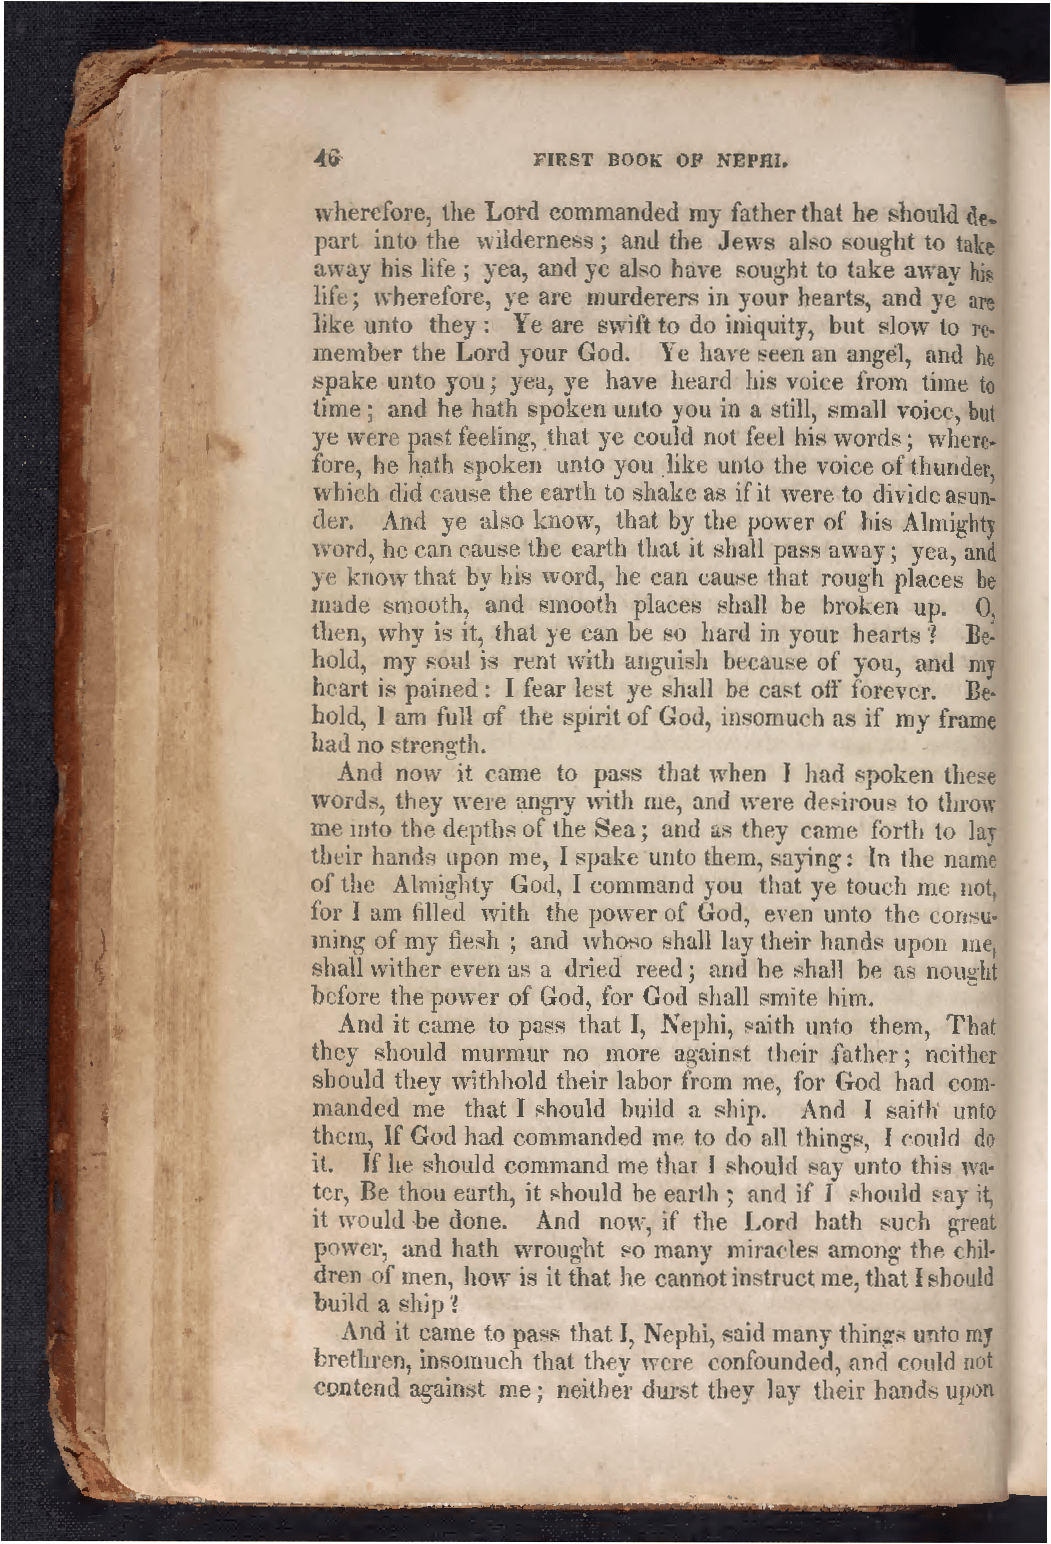 46 FIRST BOOK OF NEPHI.
wherefore, the Lord commanded my father that he should de-
part into the wilderness; and the Jews also sought to take
away his life; yea, and ye also have sought to take away his
life; wherefore, ye are murderers in your hearts, and ye are
like unto they: Ye are swift to do iniquity, but slow to re-
member the Lord your God. Ye have seen an angel, and he
spake unto you; yea, ye have heard his voice from time to
time; and he hath spoken unto you in a still, small voice, but
ye were past feeling, that ye could not feel his words; where-
fore, he hath spoken unto you like unto the voice of thunder,
which did cause the earth to shake as if it were to divide asun-
der. And ye also know, that by the power of his Almighty
word, he can cause the earth that it shall pass away; yea, and
ye know that by his word, he can cause that rough places be
made smooth, and smooth places shall be broken up. O,
then, why is it, that ye can be so hard in your hearts? Be-
hold, my soul is rent with anguish because of you, and my
heart is pained: I fear lest ye shall be cast off forever. Be-
hold, I am full of the spirit of God, insomuch as if my frame
had no strength.
And now it came to pass that when I had spoken these
words, they were angry with me, and were desirous to throw
me into the depths of the Sea; and as they came forth to lay
their hands upon me, I spake unto them, saying: In the name
of the Almighty God, I command you that ye touch me not,
for I am filled with the power of God, even unto the consu-
ming of my flesh; and whoso shall lay their hands upon me,
shall wither even as a dried reed; and he shall be as nought
before the power of God, for God shall smite him.
And it came to pass that I, Nephi, saith unto them, That
they should murmur no more against their father; neither
should they withhold their labor from me, for God had com-
manded me that I should build a ship. And I saith unto
them, If God had commanded me to do all things, I could do
it. If he should command me that I should say unto this wa-
ter, Be thou earth, it should be earth; and if I should say it,
it would be done. And now, if the Lord hath such great
power, and hath wrought so many miracles among the chil-
dren of men, how is it that he cannot instruct me, that I should
build a ship?
And it came to pass that I, Nephi, said many things unto my
brethren, insomuch that they were confounded, and could not
contend against me; neither durst they lay their hands upon